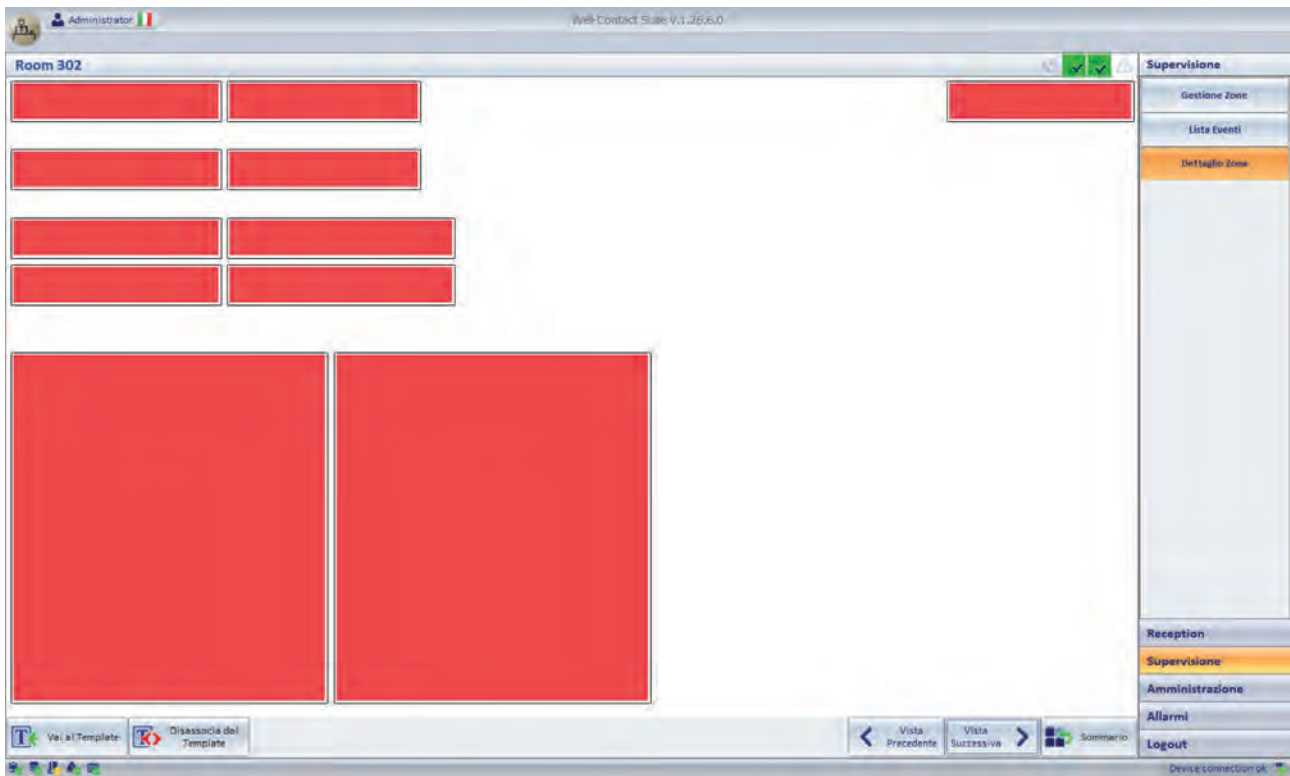 Administrator
Well-Contact Suite V.1.26.6.0
Room 302
Supervisione
Gestione Zone
Lista Eventi
Dettaglio Zone
Reception
Supervisione
Amministrazione
Allarmi
Logout
Vai al Template
Disassocia dal
Template
Vista
Precedente
Vista
Successiva
Sommario
Device connection ok